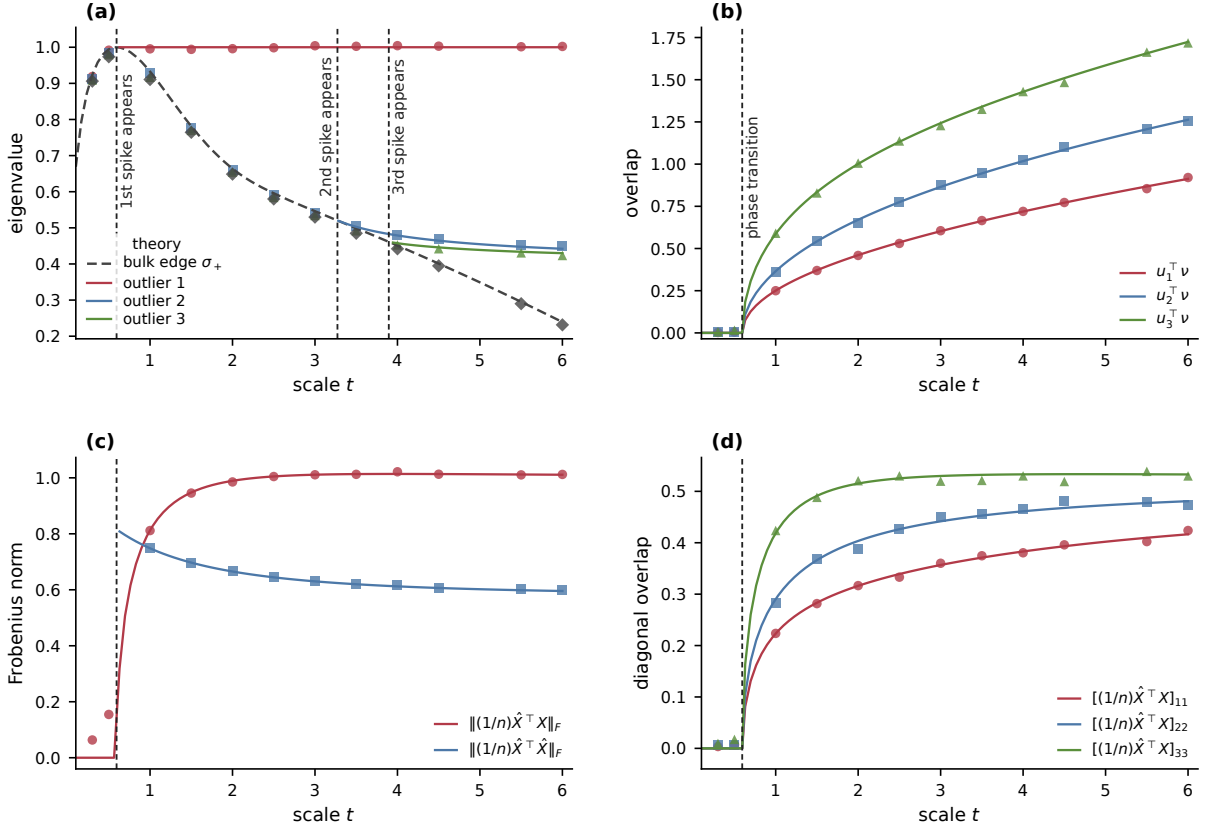 (a)
1.0
0.9
0.8
0.7
0.6
0.5
0.4
0.3
0.2
eigenvalue
1st spike appears
2nd spike appears
3rd spike appears
theory
bulk edge σ₊
outlier 1
outlier 2
outlier 3
1 2 3 4 5 6
scale t
(b)
1.75
1.50
1.25
1.00
0.75
0.50
0.25
0.00
overlap
phase transition
u₁⊤ν
u₂⊤ν
u₃⊤ν
1 2 3 4 5 6
scale t
(c)
1.0
0.8
0.6
0.4
0.2
0.0
Frobenius norm
‖(1/n)X̂⊤X‖F
‖(1/n)X̂⊤X̂‖F
1 2 3 4 5 6
scale t
(d)
0.5
0.4
0.3
0.2
0.1
0.0
diagonal overlap
[(1/n)X̂⊤X]₁₁
[(1/n)X̂⊤X]₂₂
[(1/n)X̂⊤X]₃₃
1 2 3 4 5 6
scale t